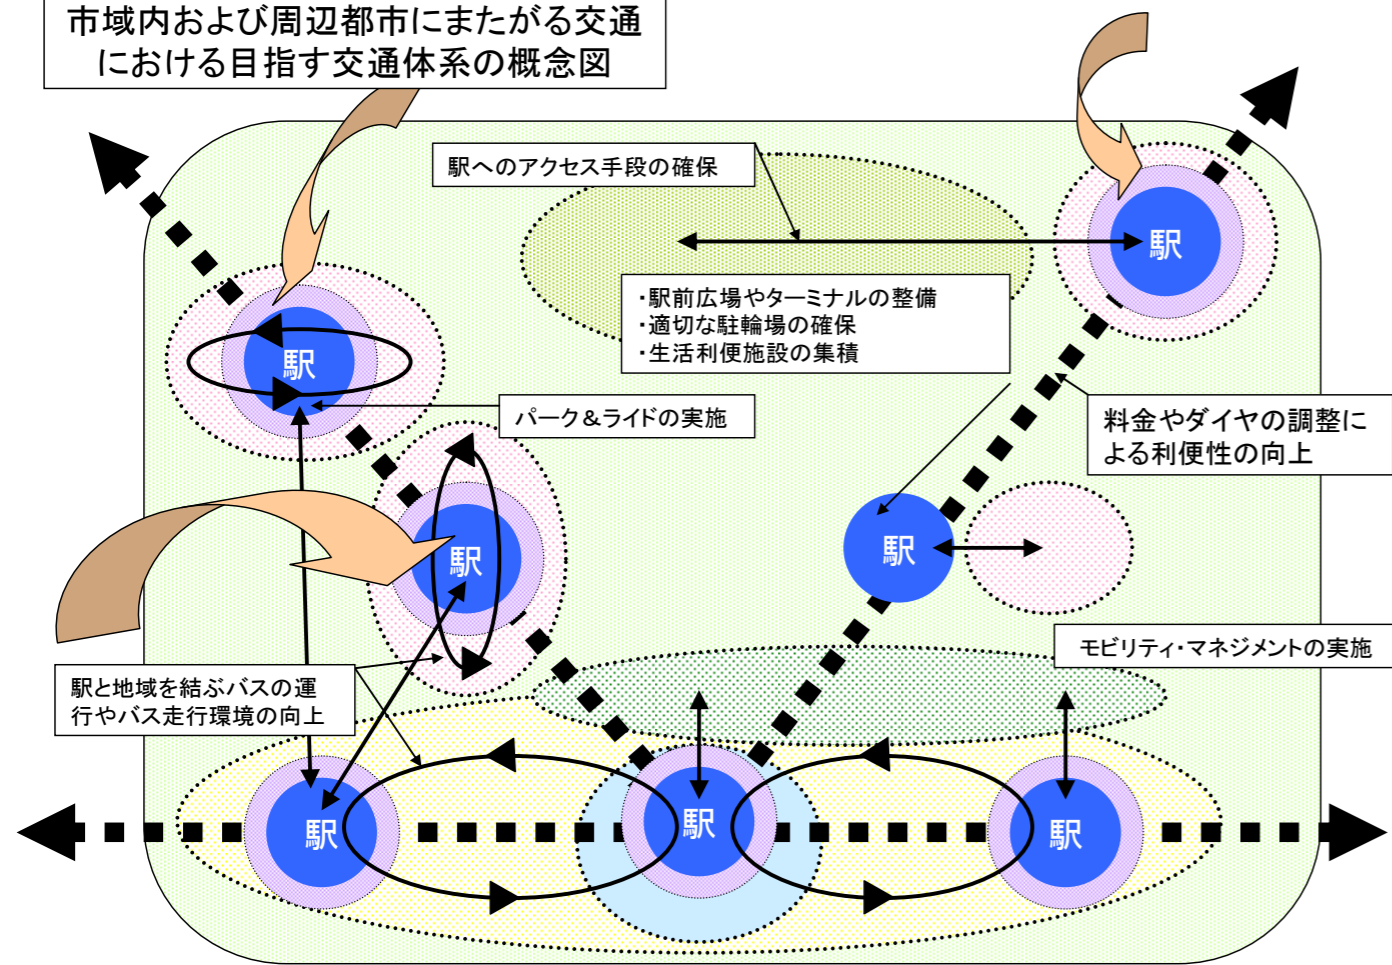 市域内および周辺都市にまたがる交通
における目指す交通体系の概念図
駅へのアクセス手段の確保
駅
・駅前広場やターミナルの整備
・適切な駐輪場の確保
・生活利便施設の集積
駅
パーク＆ライドの実施
料金やダイヤの調整に
よる利便性の向上
駅
駅
モビリティ・マネジメントの実施
駅と地域を結ぶバスの運
行やバス走行環境の向上
駅
駅
駅